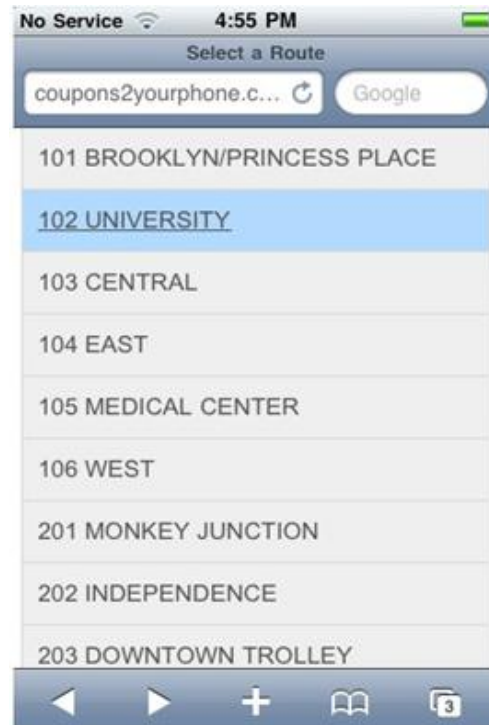 No Service 4:55 PM
Select a Route
coupons2yourphone.c... Google
101 BROOKLYN/PRINCESS PLACE
102 UNIVERSITY
103 CENTRAL
104 EAST
105 MEDICAL CENTER
106 WEST
201 MONKEY JUNCTION
202 INDEPENDENCE
203 DOWNTOWN TROLLEY
3